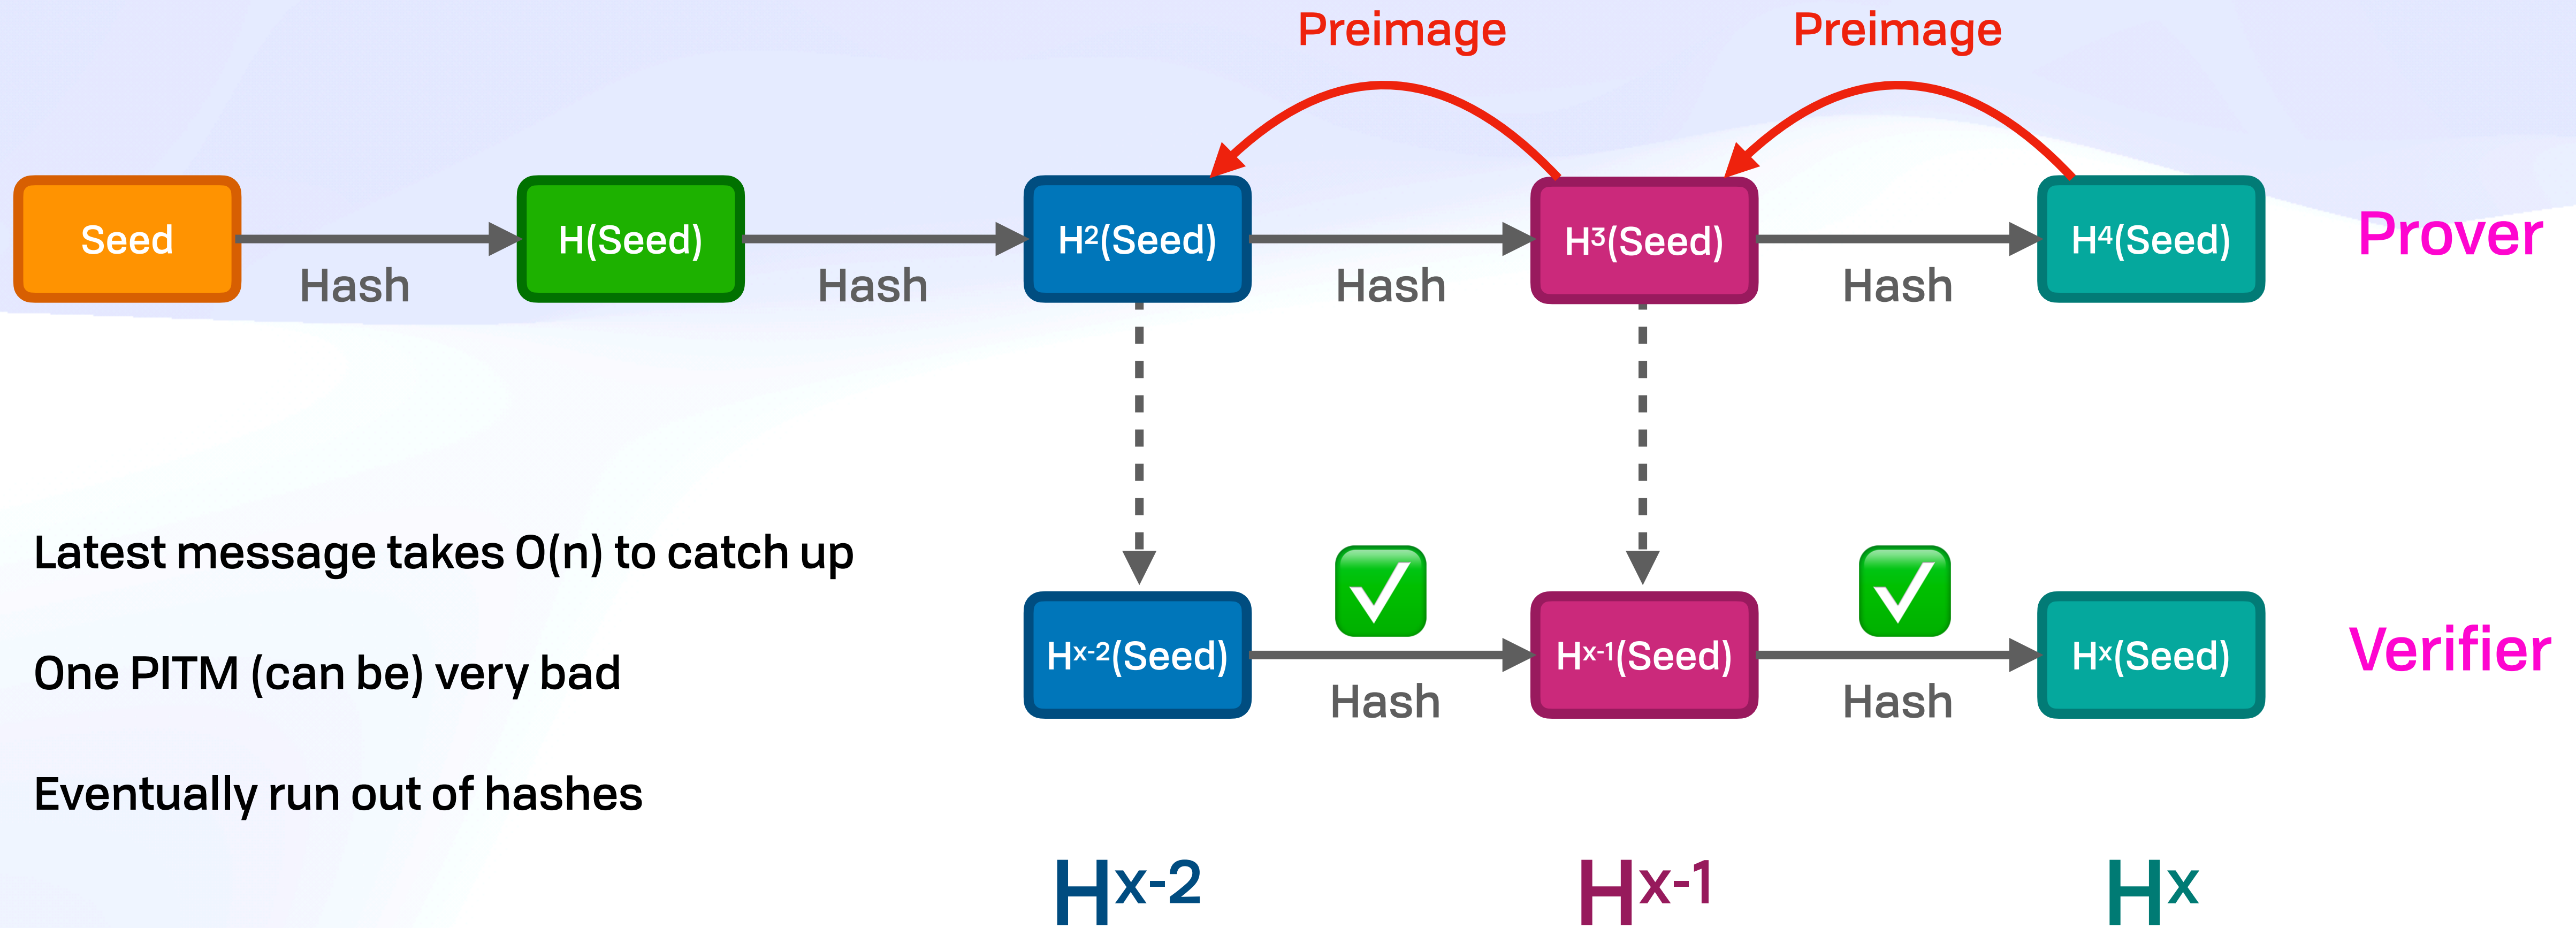 Preimage Preimage
Seed H(Seed) H²(Seed) H³(Seed) H⁴(Seed) Prover
Hash Hash Hash Hash
Latest message takes O(n) to catch up
One PITM (can be) very bad
Hˣ⁻²(Seed) Hˣ⁻¹(Seed) Hˣ(Seed) Verifier
Hash Hash
Eventually run out of hashes
Hˣ⁻² Hˣ⁻¹ Hˣ